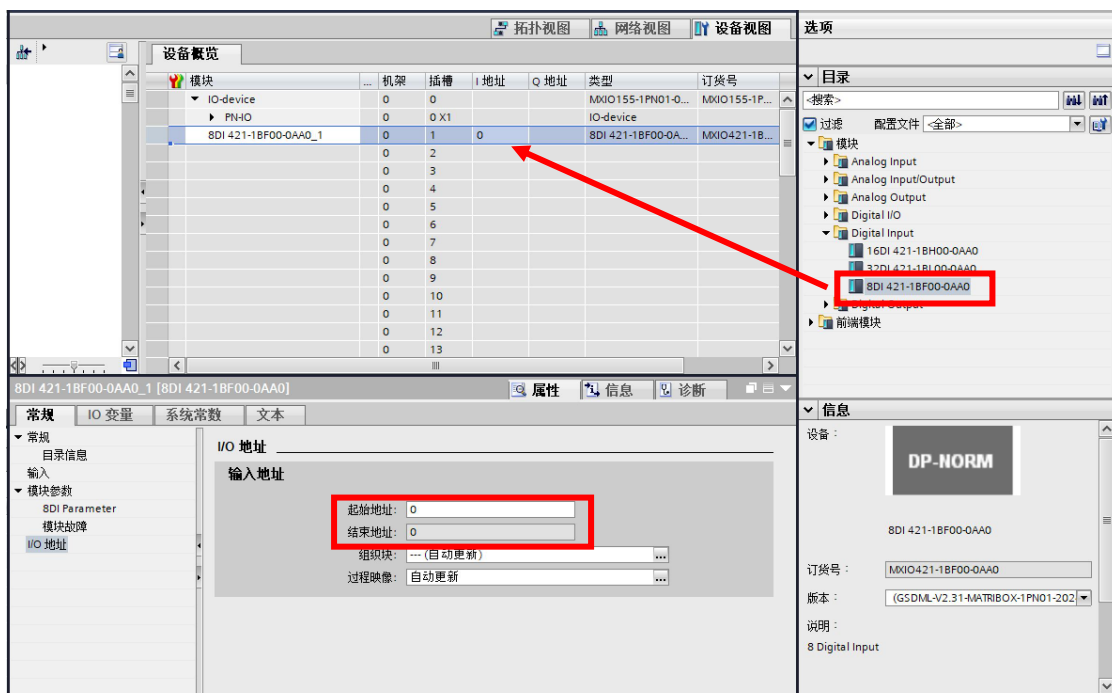 拓扑视图 网络视图 设备视图 选项
设备概览
模块 ... 机架 插槽 I 地址 Q 地址 类型 订货号
IO-device 0 0 MXIO155-1PN01-0... MXIO155-1P...
PN-IO 0 0 X1 IO-device
8DI 421-1BF00-0AA0_1 0 1 0 8DI 421-1BF00-0A... MXIO421-1B...
0 2
0 3
0 4
0 5
0 6
0 7
0 8
0 9
0 10
0 11
0 12
0 13
目录
<搜索>
过滤 配置文件 <全部>
模块
Analog Input
Analog Input/Output
Analog Output
Digital I/O
Digital Input
16DI 421-1BH00-0AA0
32DI 421-1BL00-0AA0
8DI 421-1BF00-0AA0
Digital Output
前端模块
8DI 421-1BF00-0AA0_1 [8DI 421-1BF00-0AA0] 属性 信息 诊断
常规 IO 变量 系统常数 文本
常规
目录信息
输入
模块参数
8DI Parameter
模块故障
I/O 地址
I/O 地址
输入地址
起始地址: 0
结束地址: 0
组织块: --- (自动更新) ...
过程映像: 自动更新 ...
信息
设备：
DP-NORM
8DI 421-1BF00-0AA0
订货号： MXIO421-1BF00-0AA0
版本： (GSDML-V2.31-MATRIBOX-1PN01-202
说明：
8 Digital Input